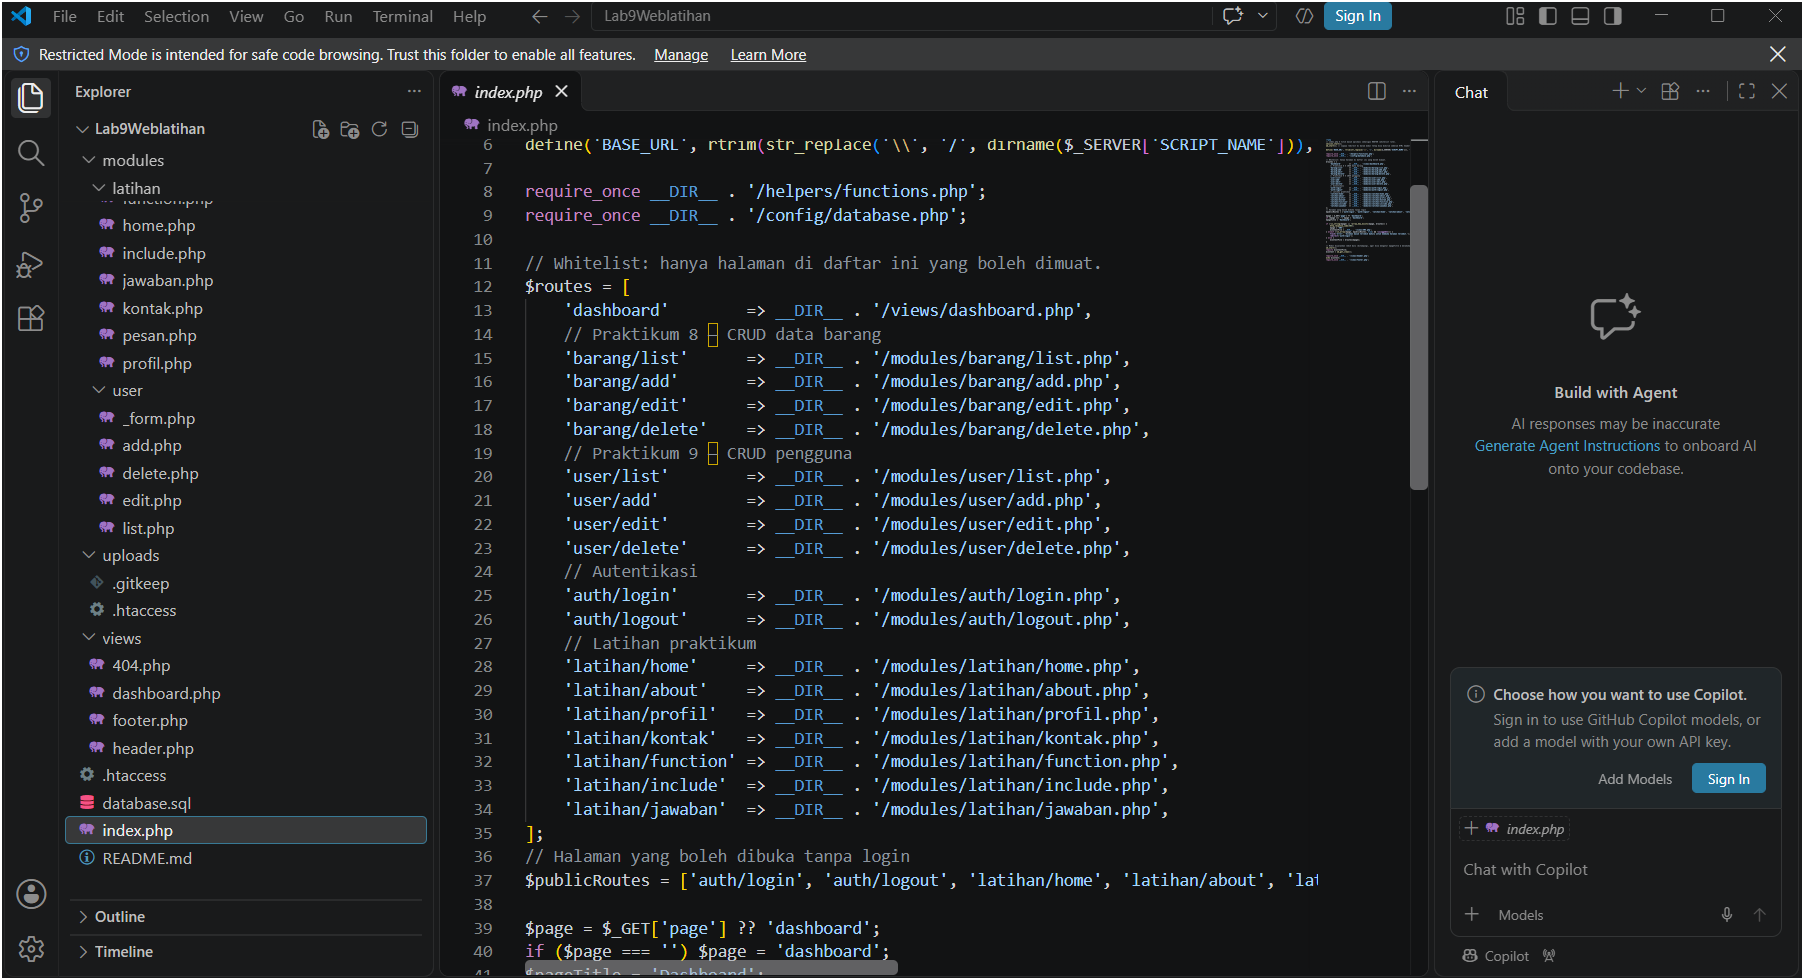 File Edit Selection View Go Run Terminal Help Lab9Weblatihan Sign In
Restricted Mode is intended for safe code browsing. Trust this folder to enable all features. Manage Learn More
Explorer
Lab9Weblatihan
modules
latihan
function.php
home.php
include.php
jawaban.php
kontak.php
pesan.php
profil.php
user
_form.php
add.php
delete.php
edit.php
list.php
uploads
.gitkeep
.htaccess
views
404.php
dashboard.php
footer.php
header.php
.htaccess
database.sql
index.php
README.md
Outline
Timeline
index.php
index.php
6 define('BASE_URL', rtrim(str_replace('\\', '/', dirname($_SERVER['SCRIPT_NAME'])),
7
8 require_once __DIR__ . '/helpers/functions.php';
9 require_once __DIR__ . '/config/database.php';
10
11 // Whitelist: hanya halaman di daftar ini yang boleh dimuat.
12 $routes = [
13 'dashboard' => __DIR__ . '/views/dashboard.php',
14 // Praktikum 8 – CRUD data barang
15 'barang/list' => __DIR__ . '/modules/barang/list.php',
16 'barang/add' => __DIR__ . '/modules/barang/add.php',
17 'barang/edit' => __DIR__ . '/modules/barang/edit.php',
18 'barang/delete' => __DIR__ . '/modules/barang/delete.php',
19 // Praktikum 9 – CRUD pengguna
20 'user/list' => __DIR__ . '/modules/user/list.php',
21 'user/add' => __DIR__ . '/modules/user/add.php',
22 'user/edit' => __DIR__ . '/modules/user/edit.php',
23 'user/delete' => __DIR__ . '/modules/user/delete.php',
24 // Autentikasi
25 'auth/login' => __DIR__ . '/modules/auth/login.php',
26 'auth/logout' => __DIR__ . '/modules/auth/logout.php',
27 // Latihan praktikum
28 'latihan/home' => __DIR__ . '/modules/latihan/home.php',
29 'latihan/about' => __DIR__ . '/modules/latihan/about.php',
30 'latihan/profil' => __DIR__ . '/modules/latihan/profil.php',
31 'latihan/kontak' => __DIR__ . '/modules/latihan/kontak.php',
32 'latihan/function' => __DIR__ . '/modules/latihan/function.php',
33 'latihan/include' => __DIR__ . '/modules/latihan/include.php',
34 'latihan/jawaban' => __DIR__ . '/modules/latihan/jawaban.php',
35 ];
36 // Halaman yang boleh dibuka tanpa login
37 $publicRoutes = ['auth/login', 'auth/logout', 'latihan/home', 'latihan/about', 'lat
38
39 $page = $_GET['page'] ?? 'dashboard';
40 if ($page === '') $page = 'dashboard';
41 $pageTitle = 'Dashboard';
Chat
Build with Agent
AI responses may be inaccurate
Generate Agent Instructions to onboard AI
onto your codebase.
Choose how you want to use Copilot.
Sign in to use GitHub Copilot models, or
add a model with your own API key.
Add Models Sign In
index.php
Chat with Copilot
Models
Copilot